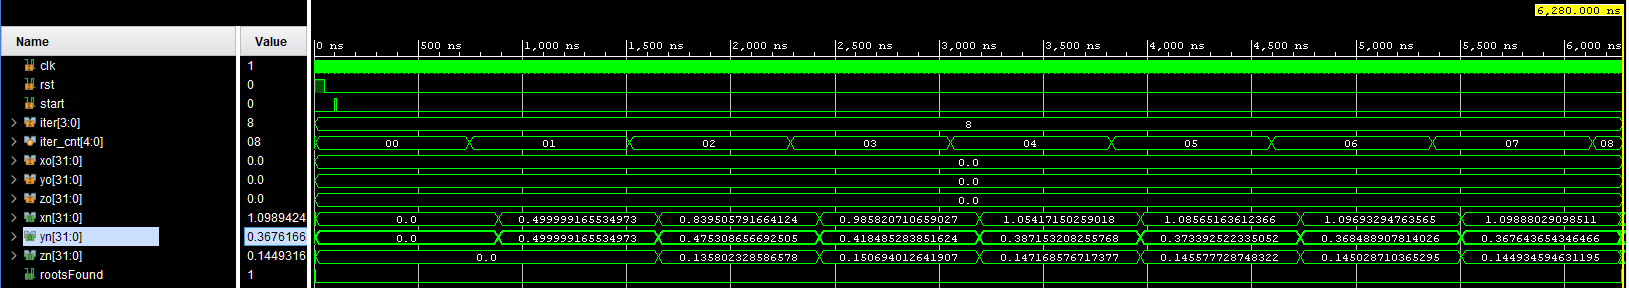 6,280.000 ns
Name Value
0 ns 500 ns 1,000 ns 1,500 ns 2,000 ns 2,500 ns 3,000 ns 3,500 ns 4,000 ns 4,500 ns 5,000 ns 5,500 ns 6,000 ns
clk 1
rst 0
start 0
iter[3:0] 8 8
iter_cnt[4:0] 08 00 01 02 03 04 05 06 07 08
xo[31:0] 0.0 0.0
yo[31:0] 0.0 0.0
zo[31:0] 0.0 0.0
xn[31:0] 1.0989424 0.0 0.499999165534973 0.839505791664124 0.985820710659027 1.05417150259018 1.08565163612366 1.09693294763565 1.09888029098511
yn[31:0] 0.3676166 0.0 0.499999165534973 0.475308656692505 0.418485283851624 0.387153208255768 0.373392522335052 0.368488907814026 0.367643654346466
zn[31:0] 0.1449316 0.0 0.135802328586578 0.150694012641907 0.147168576717377 0.145577728748322 0.145028710365295 0.144934594631195
rootsFound 1